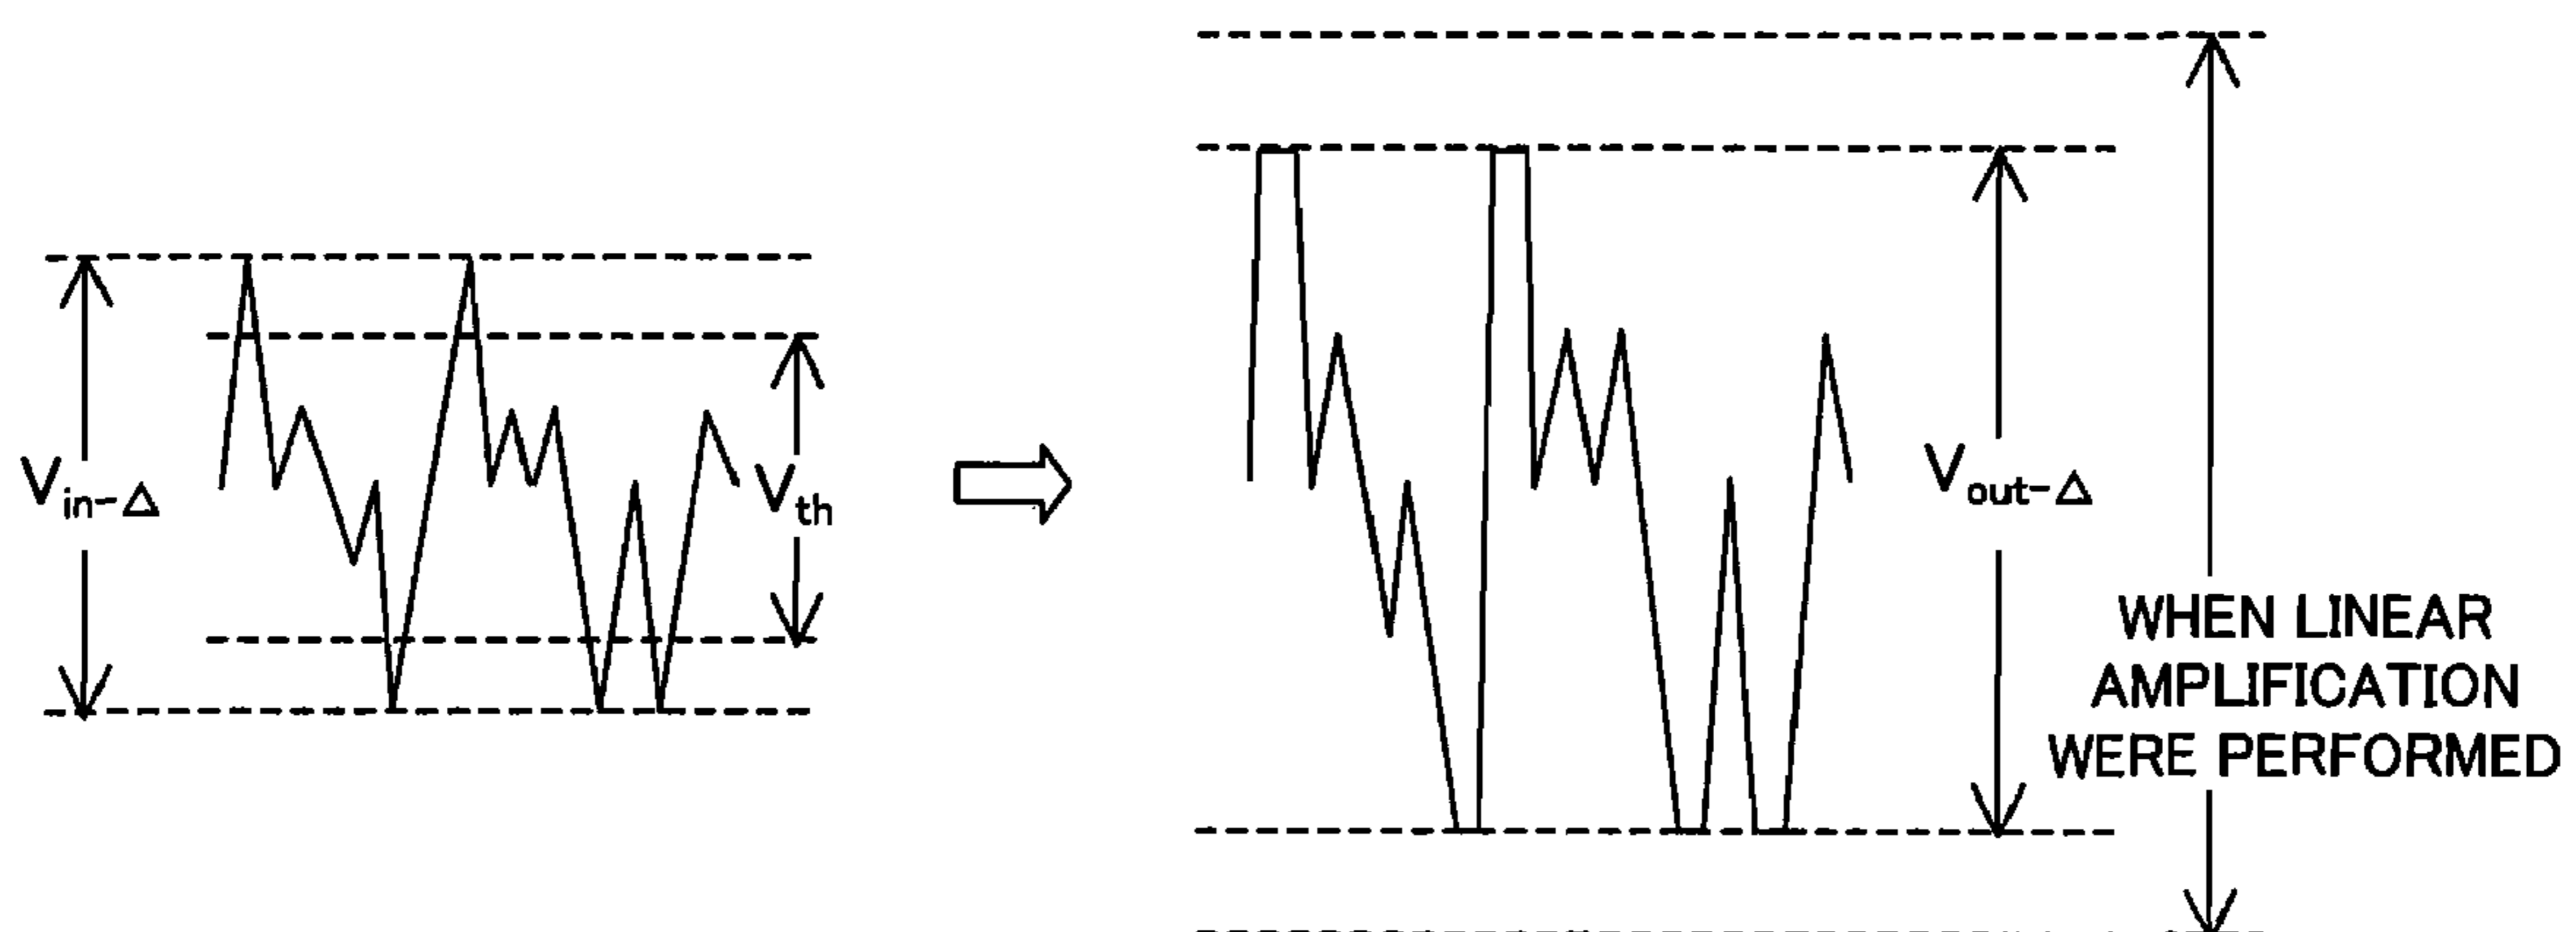 Vin-Δ
Vth
Vout-Δ
WHEN LINEAR
AMPLIFICATION
WERE PERFORMED